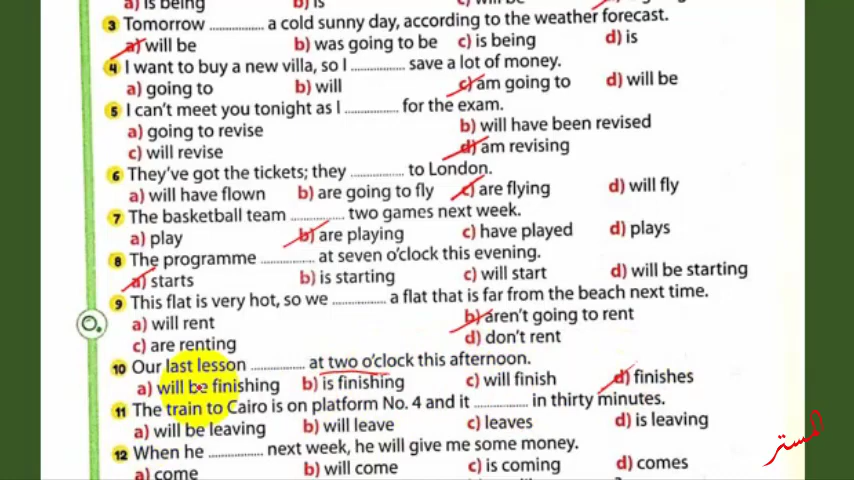 a) is being b) is c) will be
3 Tomorrow ............... a cold sunny day, according to the weather forecast.
a) will be b) was going to be c) is being d) is
4 I want to buy a new villa, so I ............... save a lot of money.
a) going to b) will c) am going to d) will be
5 I can't meet you tonight as I ............... for the exam.
a) going to revise b) will have been revised
c) will revise d) am revising
6 They've got the tickets; they ............... to London.
a) will have flown b) are going to fly c) are flying d) will fly
7 The basketball team ............... two games next week.
a) play b) are playing c) have played d) plays
8 The programme ............... at seven o'clock this evening.
a) starts b) is starting c) will start d) will be starting
9 This flat is very hot, so we ............... a flat that is far from the beach next time.
a) will rent b) aren't going to rent
c) are renting d) don't rent
10 Our last lesson ............... at two o'clock this afternoon.
a) will be finishing b) is finishing c) will finish d) finishes
11 The train to Cairo is on platform No. 4 and it ............... in thirty minutes.
a) will be leaving b) will leave c) leaves d) is leaving
12 When he ............... next week, he will give me some money.
a) come b) will come c) is coming d) comes
المستر